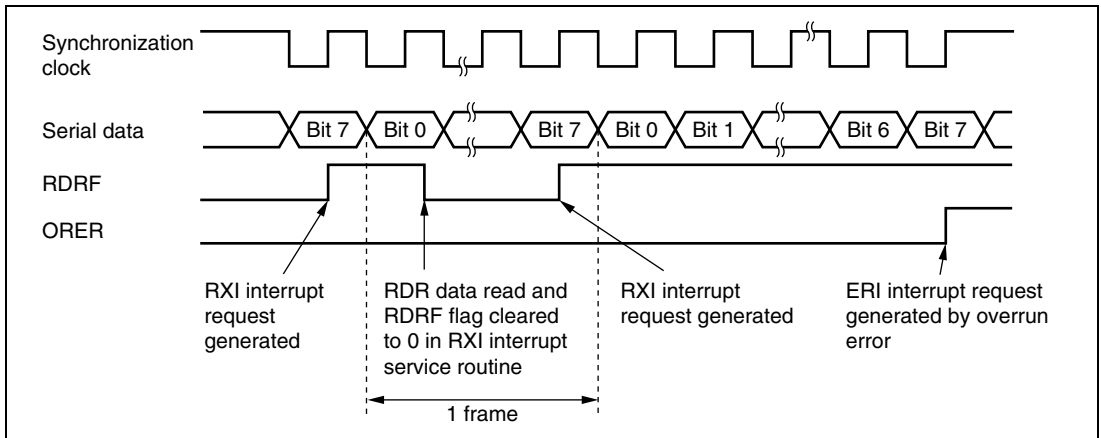 Synchronization
clock
Serial data
Bit 7
Bit 0
Bit 7
Bit 0
Bit 1
Bit 6
Bit 7
RDRF
ORER
RXI interrupt
request
generated
RDR data read and
RDRF flag cleared
to 0 in RXI interrupt
service routine
RXI interrupt
request generated
ERI interrupt request
generated by overrun
error
1 frame